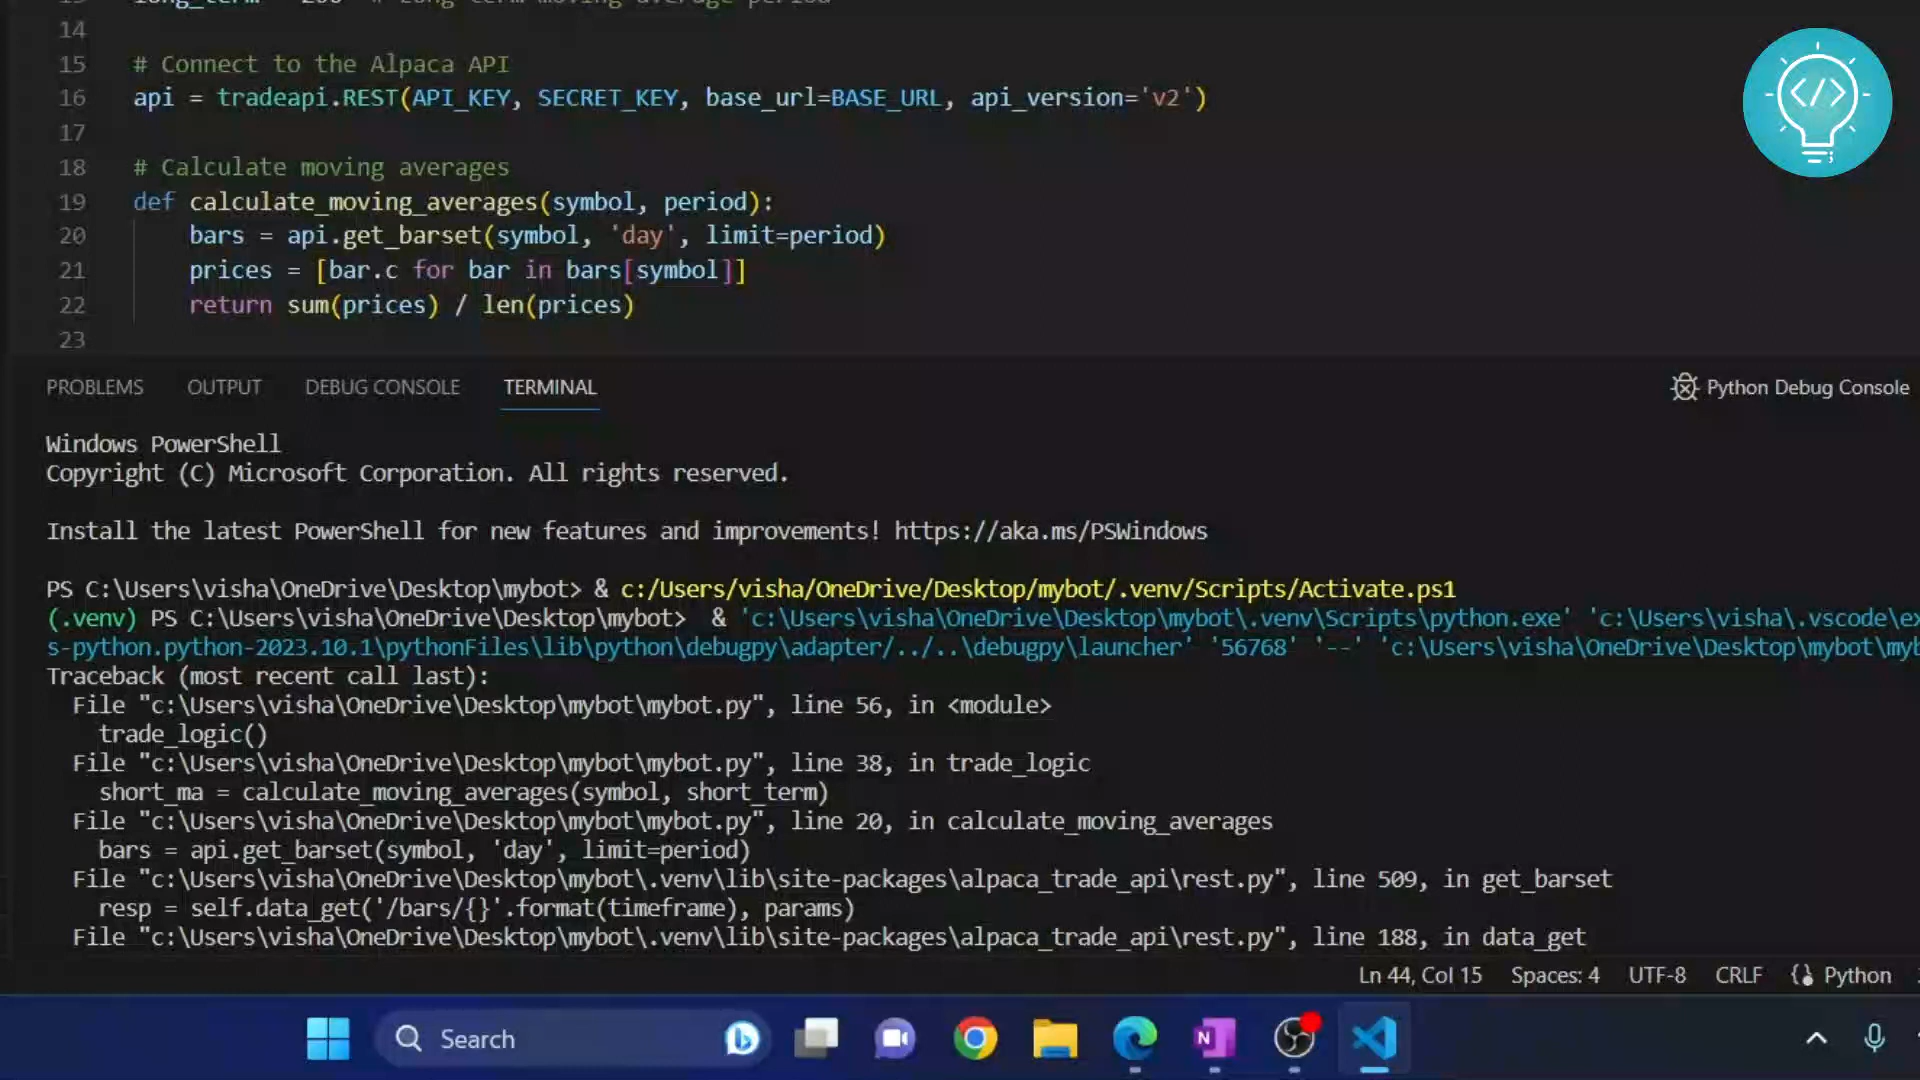 14
15 # Connect to the Alpaca API
16 api = tradeapi.REST(API_KEY, SECRET_KEY, base_url=BASE_URL, api_version='v2')
17
18 # Calculate moving averages
19 def calculate_moving_averages(symbol, period):
20 bars = api.get_barset(symbol, 'day', limit=period)
21 prices = [bar.c for bar in bars[symbol]]
22 return sum(prices) / len(prices)
23
PROBLEMS OUTPUT DEBUG CONSOLE TERMINAL Python Debug Console
Windows PowerShell
Copyright (C) Microsoft Corporation. All rights reserved.
Install the latest PowerShell for new features and improvements! https://aka.ms/PSWindows
PS C:\Users\visha\OneDrive\Desktop\mybot> & c:/Users/visha/OneDrive/Desktop/mybot/.venv/Scripts/Activate.ps1
(.venv) PS C:\Users\visha\OneDrive\Desktop\mybot> & 'c:\Users\visha\OneDrive\Desktop\mybot\.venv\Scripts\python.exe' 'c:\Users\visha\.vscode\ex
s-python.python-2023.10.1\pythonFiles\lib\python\debugpy\adapter/../..\debugpy\launcher' '56768' '--' 'c:\Users\visha\OneDrive\Desktop\mybot\myb
Traceback (most recent call last):
File "c:\Users\visha\OneDrive\Desktop\mybot\mybot.py", line 56, in <module>
trade_logic()
File "c:\Users\visha\OneDrive\Desktop\mybot\mybot.py", line 38, in trade_logic
short_ma = calculate_moving_averages(symbol, short_term)
File "c:\Users\visha\OneDrive\Desktop\mybot\mybot.py", line 20, in calculate_moving_averages
bars = api.get_barset(symbol, 'day', limit=period)
File "c:\Users\visha\OneDrive\Desktop\mybot\.venv\lib\site-packages\alpaca_trade_api\rest.py", line 509, in get_barset
resp = self.data_get('/bars/{}'.format(timeframe), params)
File "c:\Users\visha\OneDrive\Desktop\mybot\.venv\lib\site-packages\alpaca_trade_api\rest.py", line 188, in data_get
Ln 44, Col 15 Spaces: 4 UTF-8 CRLF Python
Search